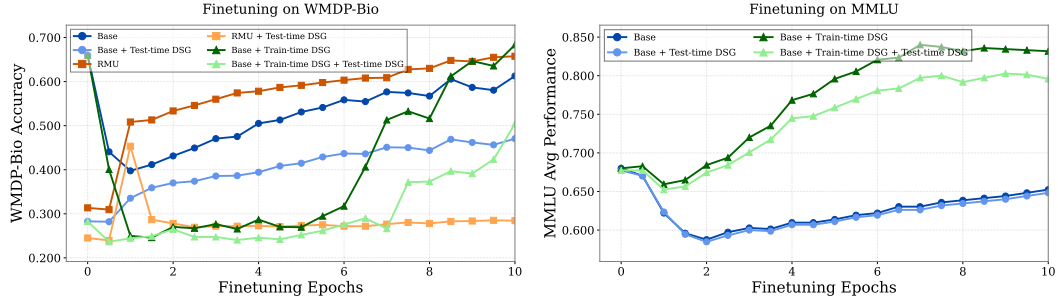 Finetuning on WMDP-Bio
WMDP-Bio Accuracy
0.700
0.600
0.500
0.400
0.300
0.200
Base
Base + Test-time DSG
RMU
RMU + Test-time DSG
Base + Train-time DSG
Base + Train-time DSG + Test-time DSG
0
2
4
6
8
10
Finetuning Epochs
Finetuning on MMLU
MMLU Avg Performance
0.850
0.800
0.700
0.650
0.600
Base
Base + Test-time DSG
Base + Train-time DSG
Base + Train-time DSG + Test-time DSG
0
2
4
6
8
10
Finetuning Epochs